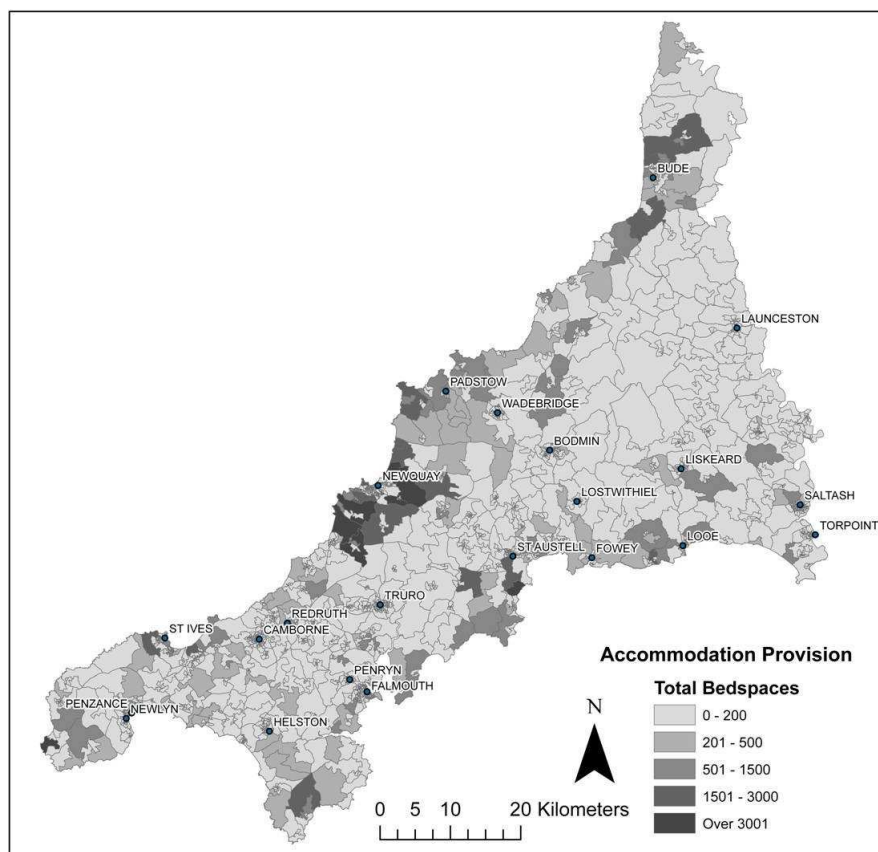 BUDE
LAUNCESTON
PADSTOW
WADEBRIDGE
BODMIN
LISKEARD
NEWQUAY
LOSTWITHIEL
SALTASH
TORPOINT
ST AUSTELL
FOWEY
LOOE
TRURO
REDRUTH
ST IVES
CAMBORNE
PENRYN
FALMOUTH
PENZANCE
NEWLYN
HELSTON
Accommodation Provision
Total Bedspaces
0 - 200
201 - 500
501 - 1500
1501 - 3000
Over 3001
N
0 5 10 20 Kilometers